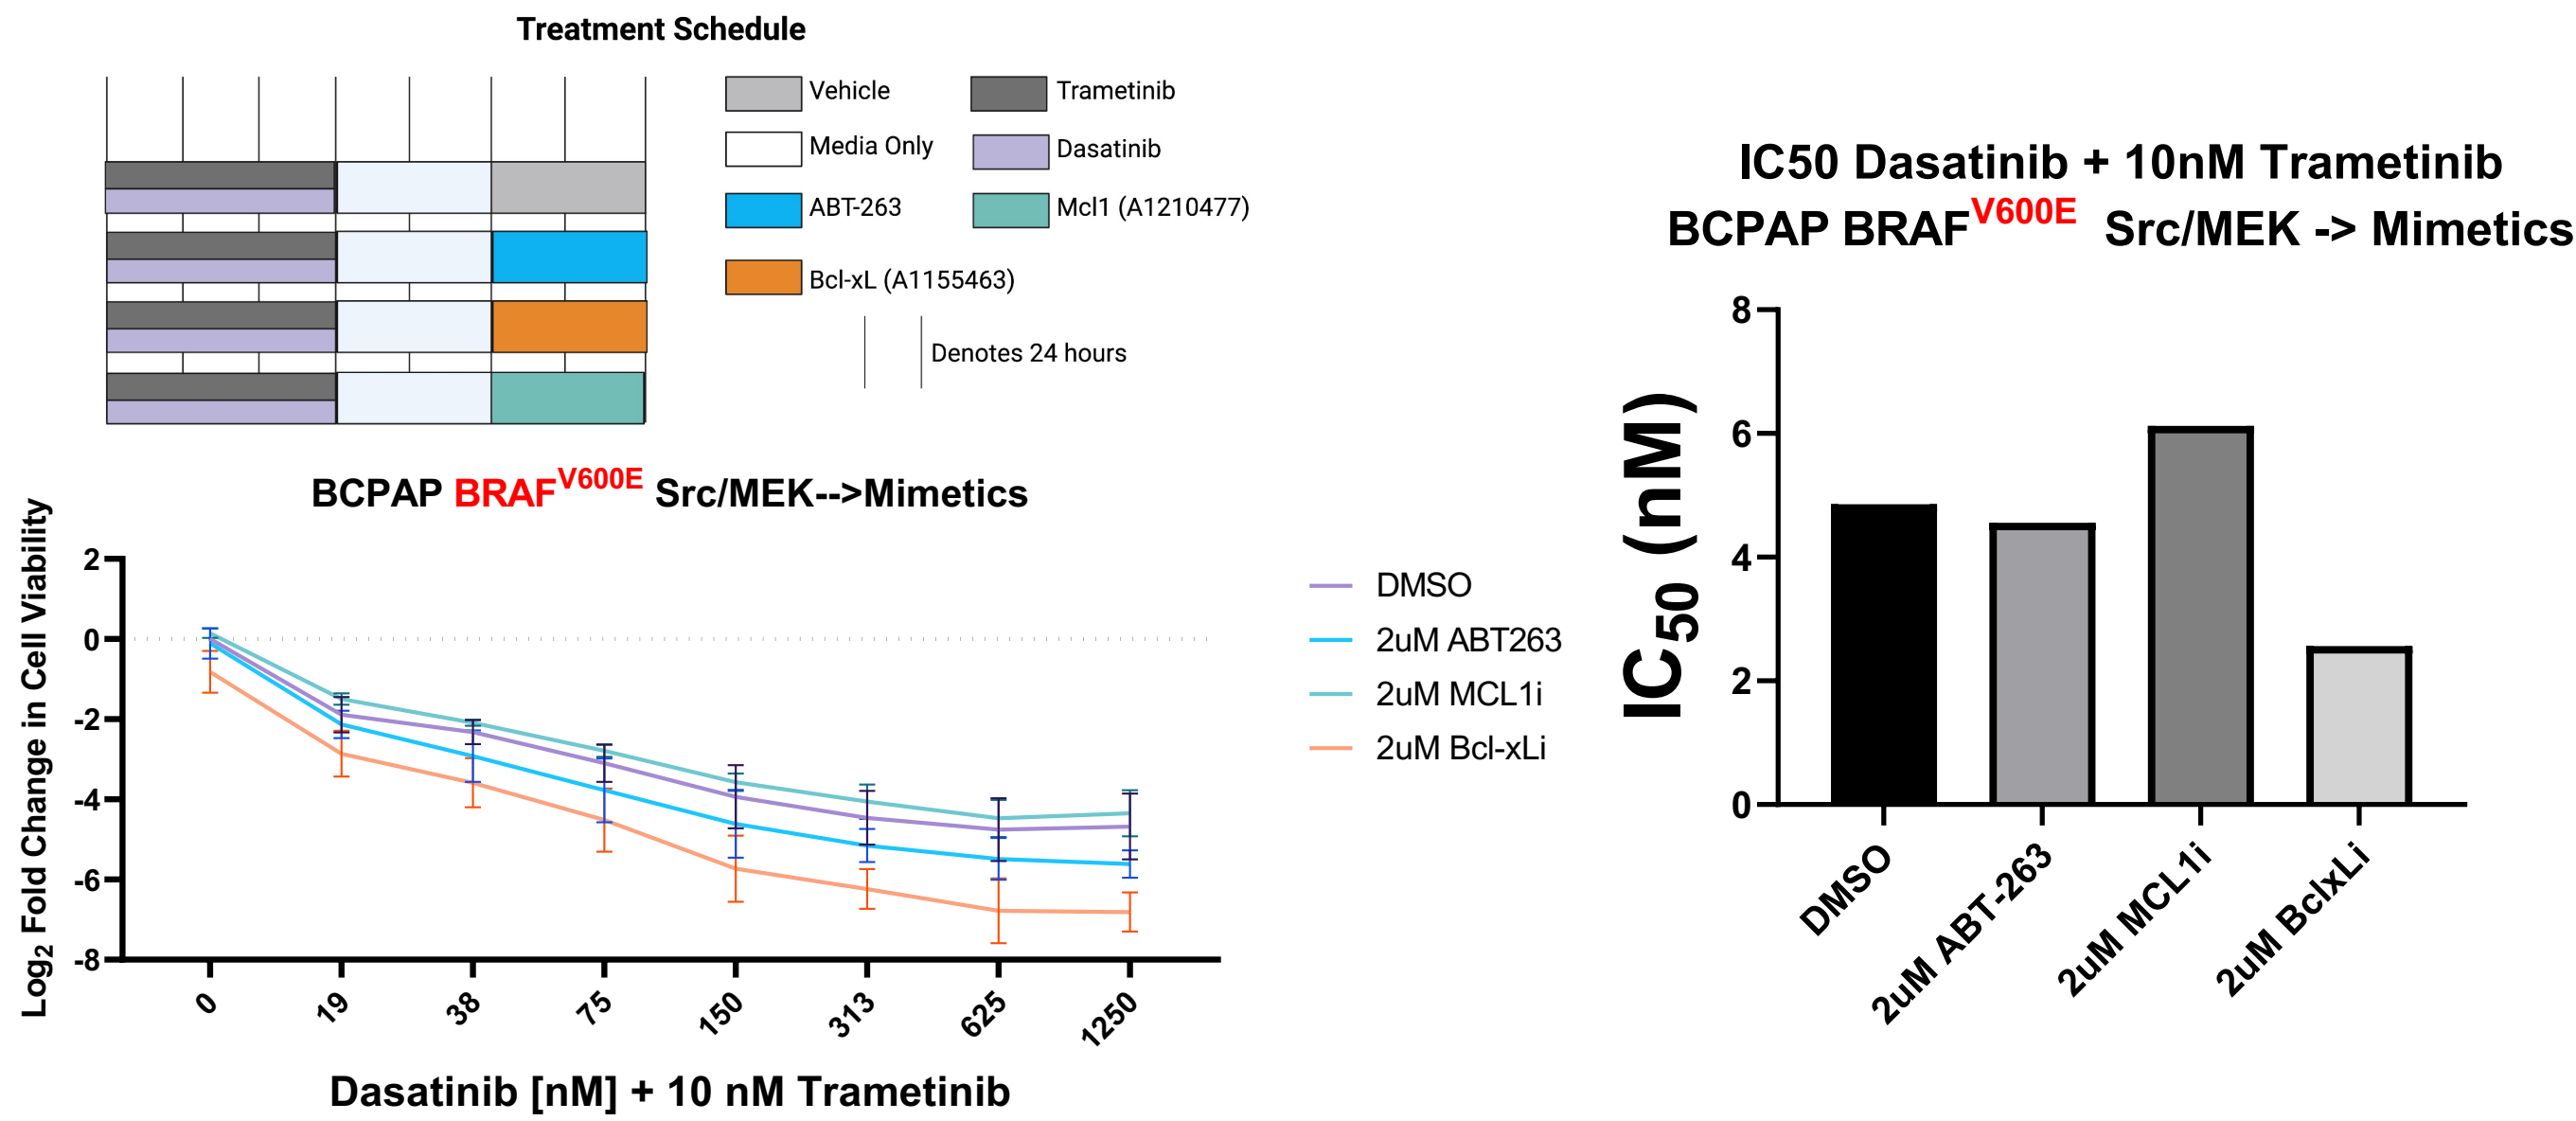 Treatment Schedule
Vehicle
Trametinib
Media Only
Dasatinib
ABT-263
Mcl1 (A1210477)
Bcl-xL (A1155463)
Denotes 24 hours
BCPAP BRAFV600E Src/MEK-->Mimetics
Log2 Fold Change in Cell Viability
2
0
-2
-4
-6
-8
0
19
38
75
150
313
625
1250
Dasatinib [nM] + 10 nM Trametinib
DMSO
2uM ABT263
2uM MCL1i
2uM Bcl-xLi
IC50 Dasatinib + 10nM Trametinib
BCPAP BRAFV600E Src/MEK -> Mimetics
IC50 (nM)
8
6
4
2
0
DMSO
2uM ABT-263
2uM MCL1i
2uM BclxLi